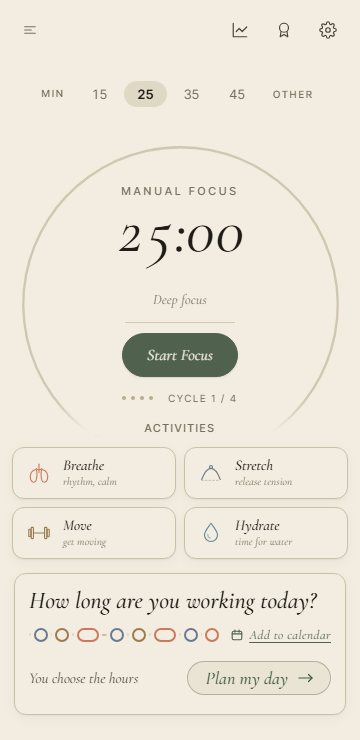 MIN 15 25 35 45 OTHER
MANUAL FOCUS
25:00
Deep focus
Start Focus
CYCLE 1 / 4
ACTIVITIES
Breathe
rhythm, calm
Stretch
release tension
Move
get moving
Hydrate
time for water
How long are you working today?
Add to calendar
You choose the hours
Plan my day →